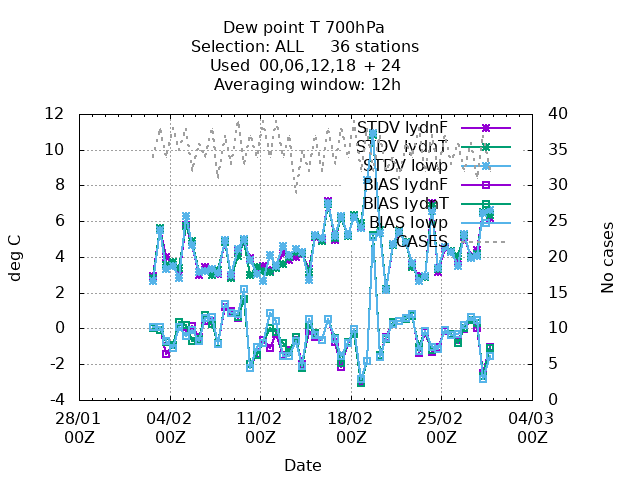 Dew point T 700hPa
Selection: ALL 36 stations
Used 00,06,12,18 + 24
Averaging window: 12h
12 40
STDV lydnF
10 STDV lydnT 35
STDV lowp
8 BIAS lydnF 30
BIAS lydnT
6 BIAS lowp 25
CASES
4 20
2 15
0 10
-2 5
-4 0
deg C
No cases
28/01 04/02 11/02 18/02 25/02 04/03
00Z 00Z 00Z 00Z 00Z 00Z
Date